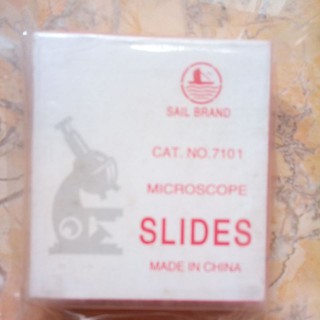 SAIL BRAND
CAT. NO.7101
MICROSCOPE
SLIDES
MADE IN CHINA